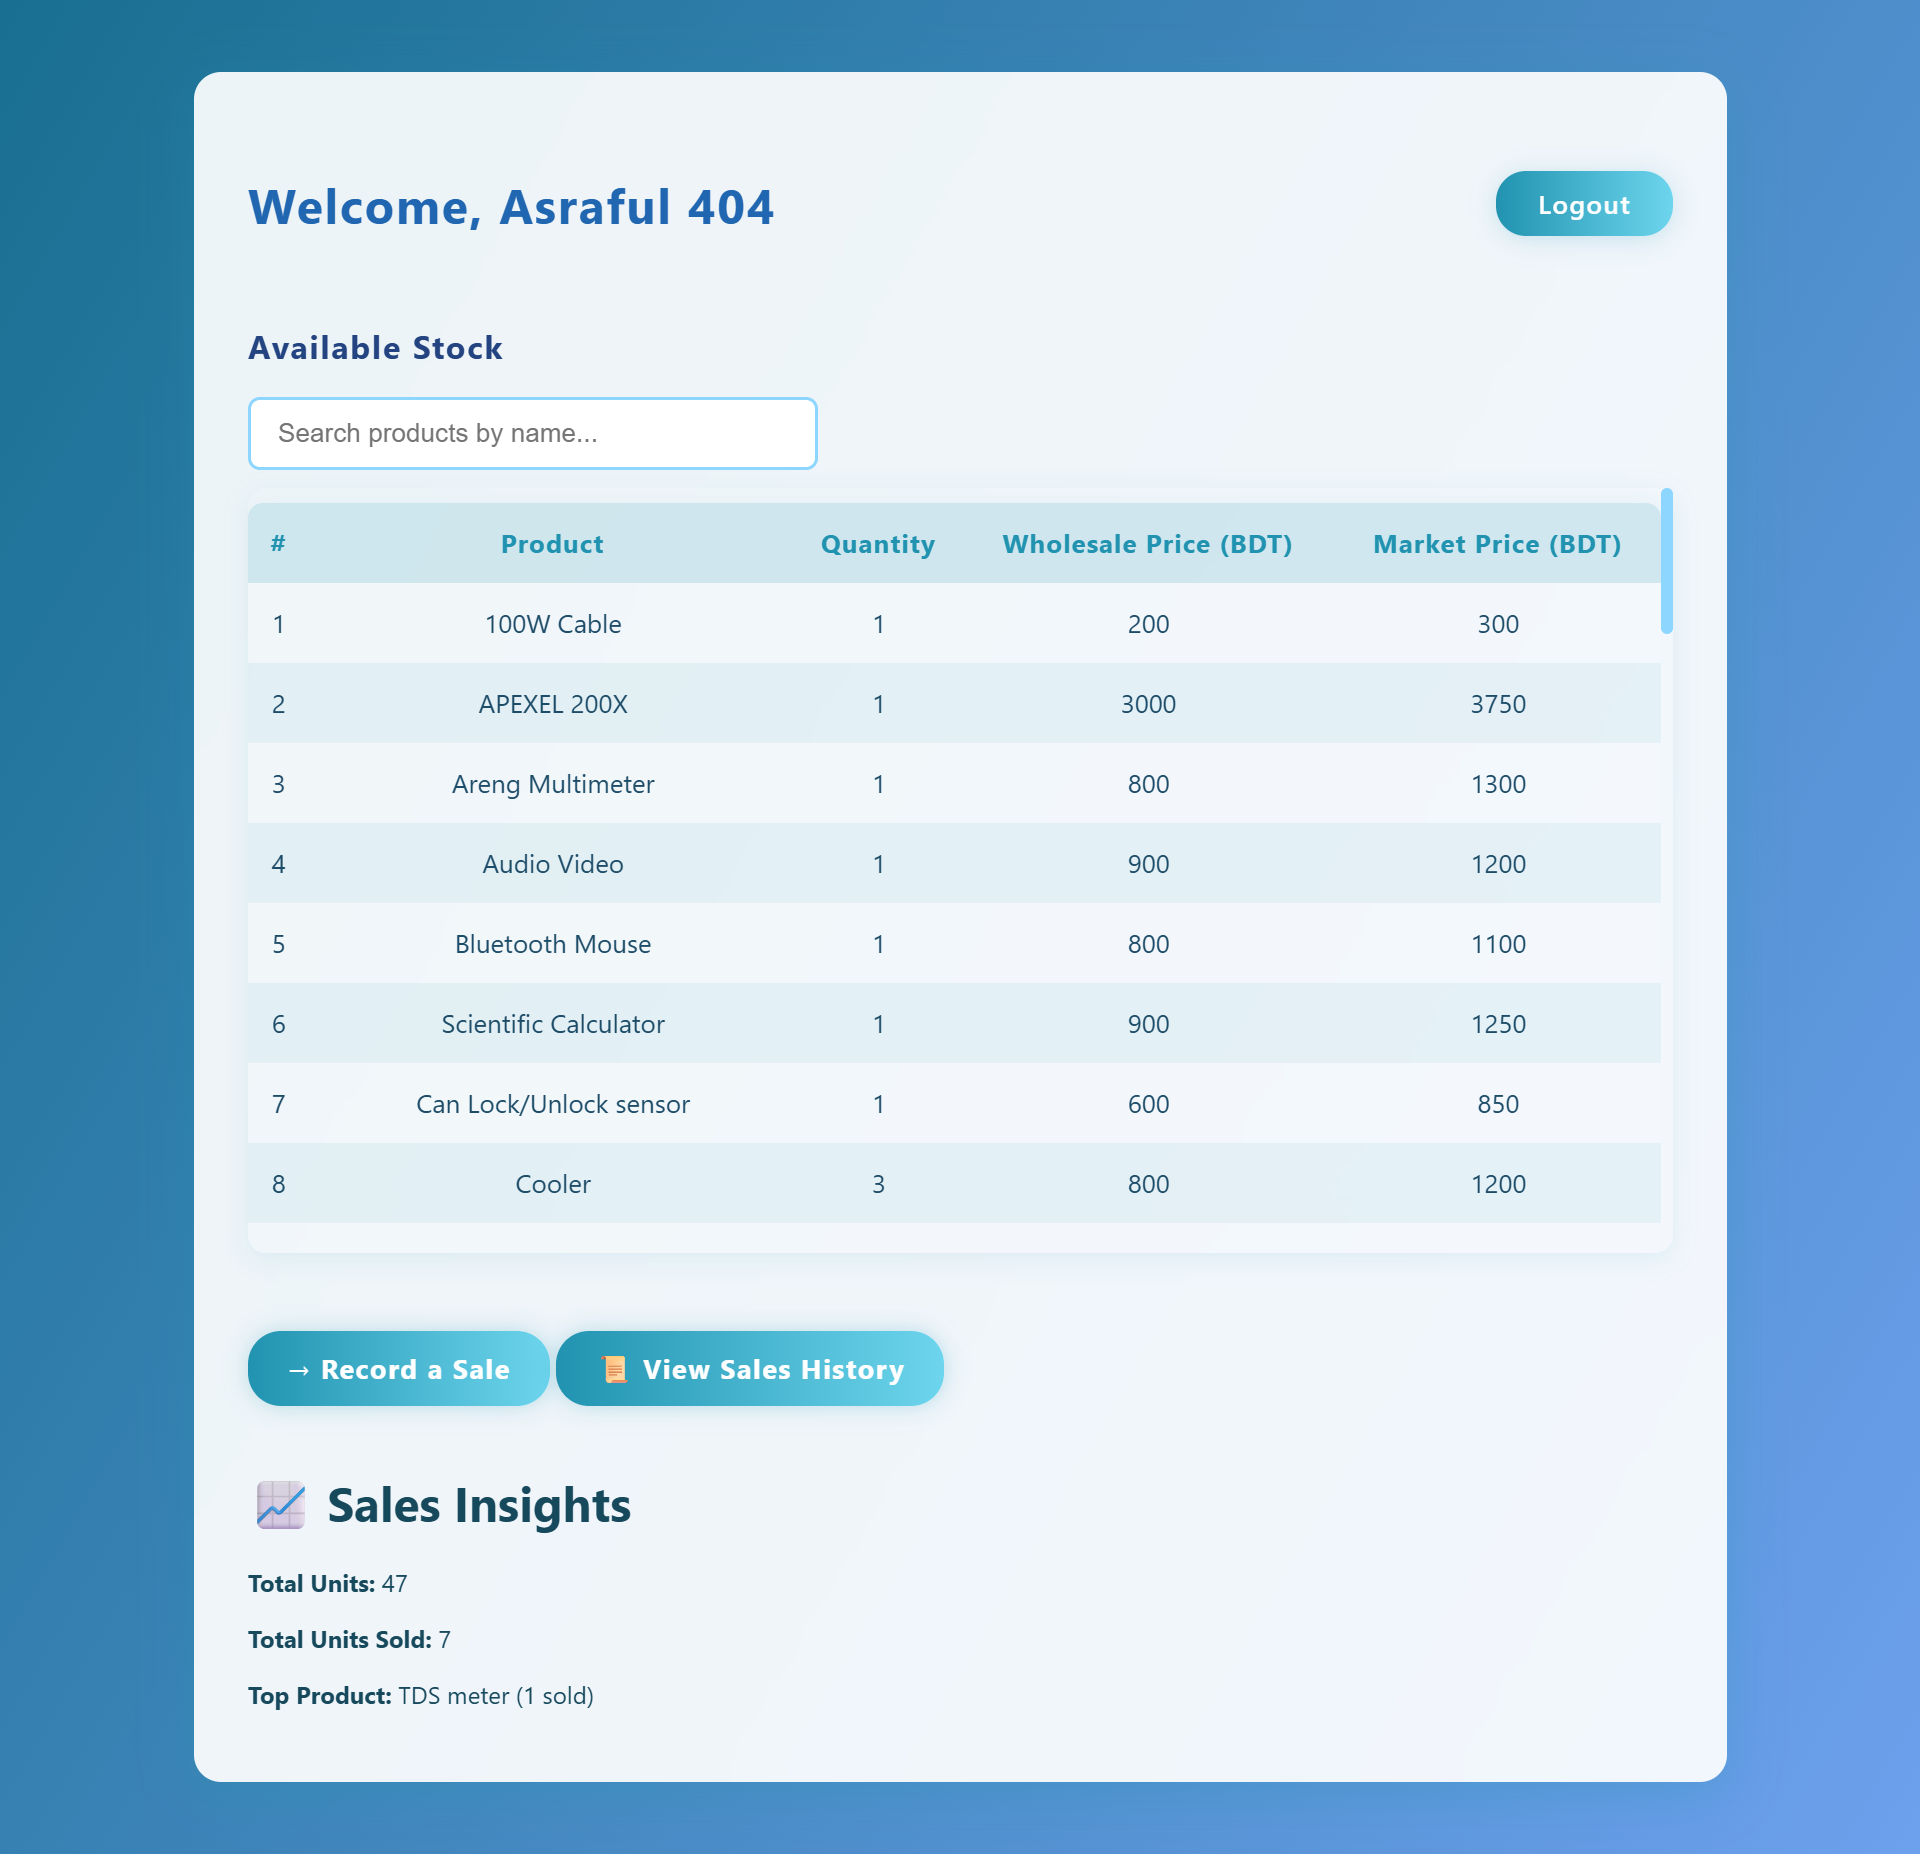 Welcome, Asraful 404
Logout
Available Stock
Search products by name...
# Product Quantity Wholesale Price (BDT) Market Price (BDT)
1 100W Cable 1 200 300
2 APEXEL 200X 1 3000 3750
3 Areng Multimeter 1 800 1300
4 Audio Video 1 900 1200
5 Bluetooth Mouse 1 800 1100
6 Scientific Calculator 1 900 1250
7 Can Lock/Unlock sensor 1 600 850
8 Cooler 3 800 1200
→ Record a Sale 📜 View Sales History
📈 Sales Insights
Total Units: 47
Total Units Sold: 7
Top Product: TDS meter (1 sold)